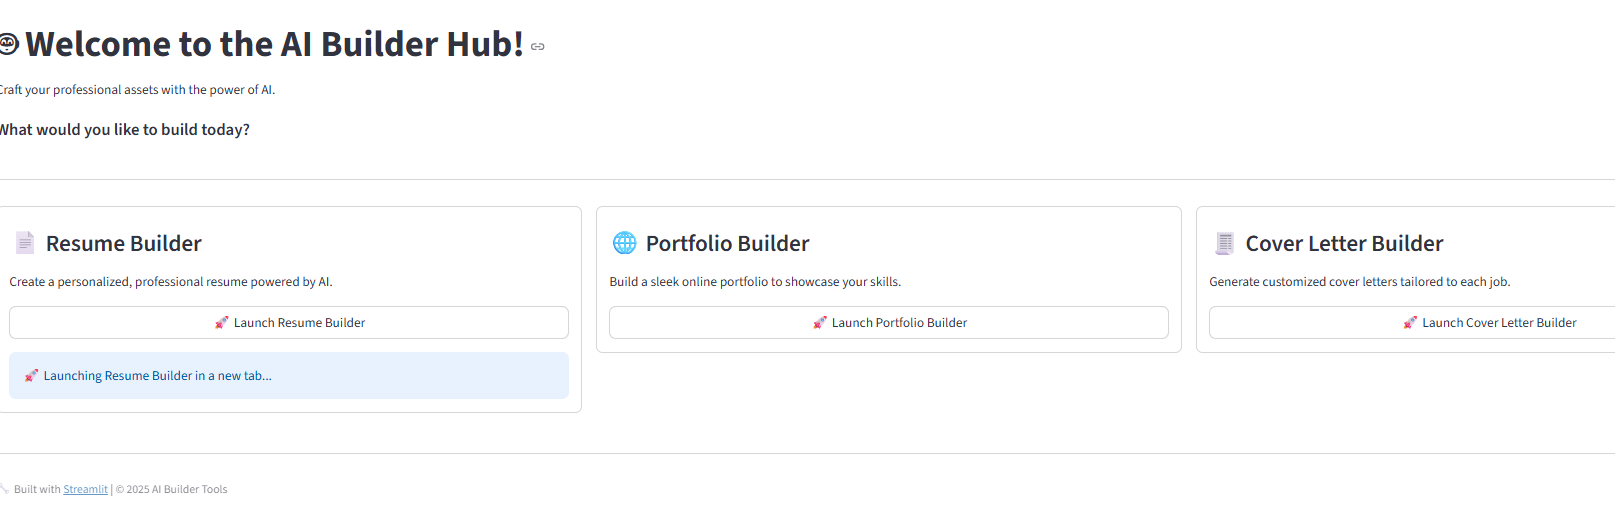 Welcome to the AI Builder Hub!
Craft your professional assets with the power of AI.
What would you like to build today?
Resume Builder
Create a personalized, professional resume powered by AI.
Launch Resume Builder
Launching Resume Builder in a new tab...
Portfolio Builder
Build a sleek online portfolio to showcase your skills.
Launch Portfolio Builder
Cover Letter Builder
Generate customized cover letters tailored to each job.
Launch Cover Letter Builder
Built with Streamlit | © 2025 AI Builder Tools